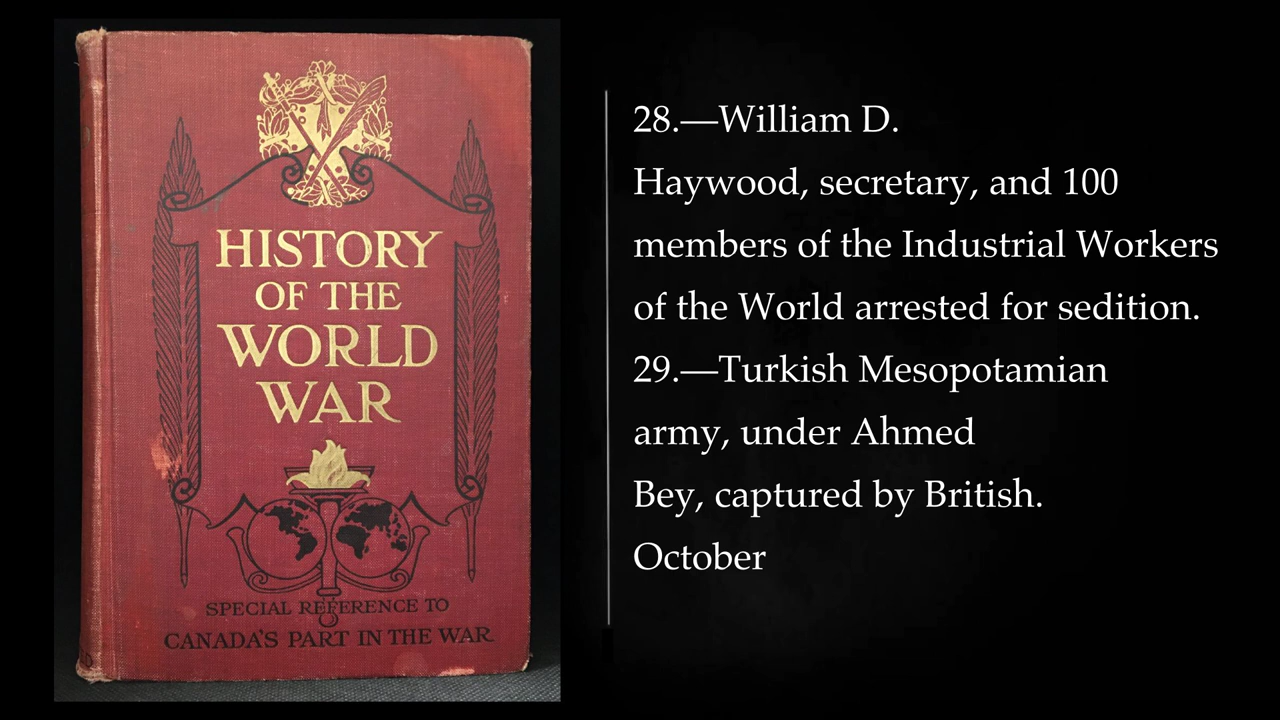 HISTORY
OF THE
WORLD
WAR
SPECIAL REFERENCE TO
CANADA'S PART IN THE WAR
28.—William D.
Haywood, secretary, and 100
members of the Industrial Workers
of the World arrested for sedition.
29.—Turkish Mesopotamian
army, under Ahmed
Bey, captured by British.
October